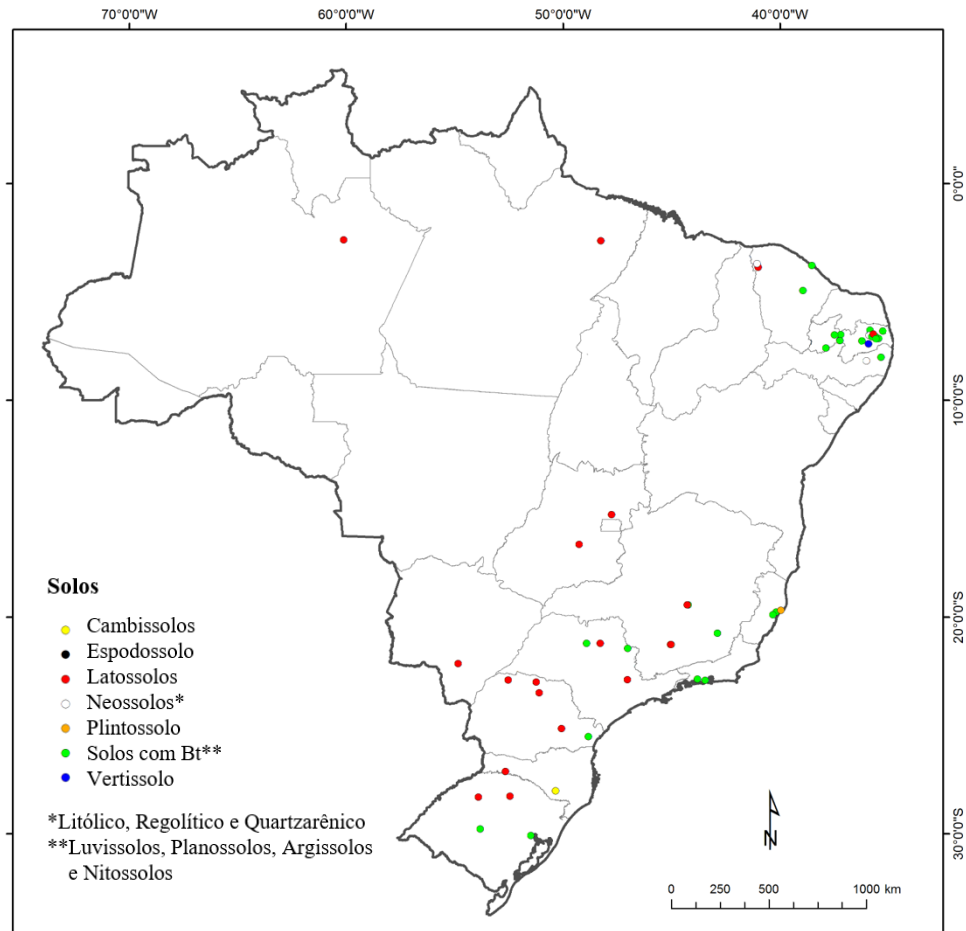 70°0'0"W 60°0'0"W 50°0'0"W 40°0'0"W
0°0'0"
10°0'0"S
20°0'0"S
30°0'0"S
Solos
Cambissolos
Espodossolo
Latossolos
Neossolos*
Plintossolo
Solos com Bt**
Vertissolo
*Litólico, Regolítico e Quartzarênico
**Luvissolos, Planossolos, Argissolos
e Nitossolos
N
0 250 500 1000 km